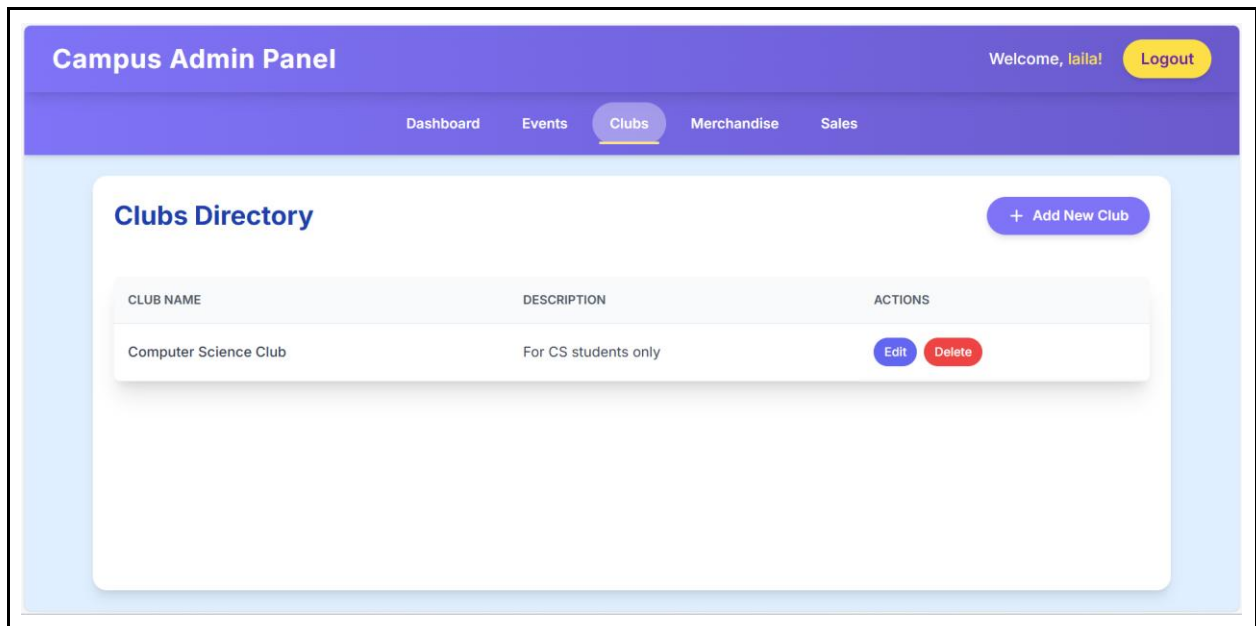 Campus Admin Panel
Welcome, laila!
Logout
Dashboard Events Clubs Merchandise Sales
Clubs Directory
+ Add New Club
CLUB NAME DESCRIPTION ACTIONS
Computer Science Club For CS students only Edit Delete